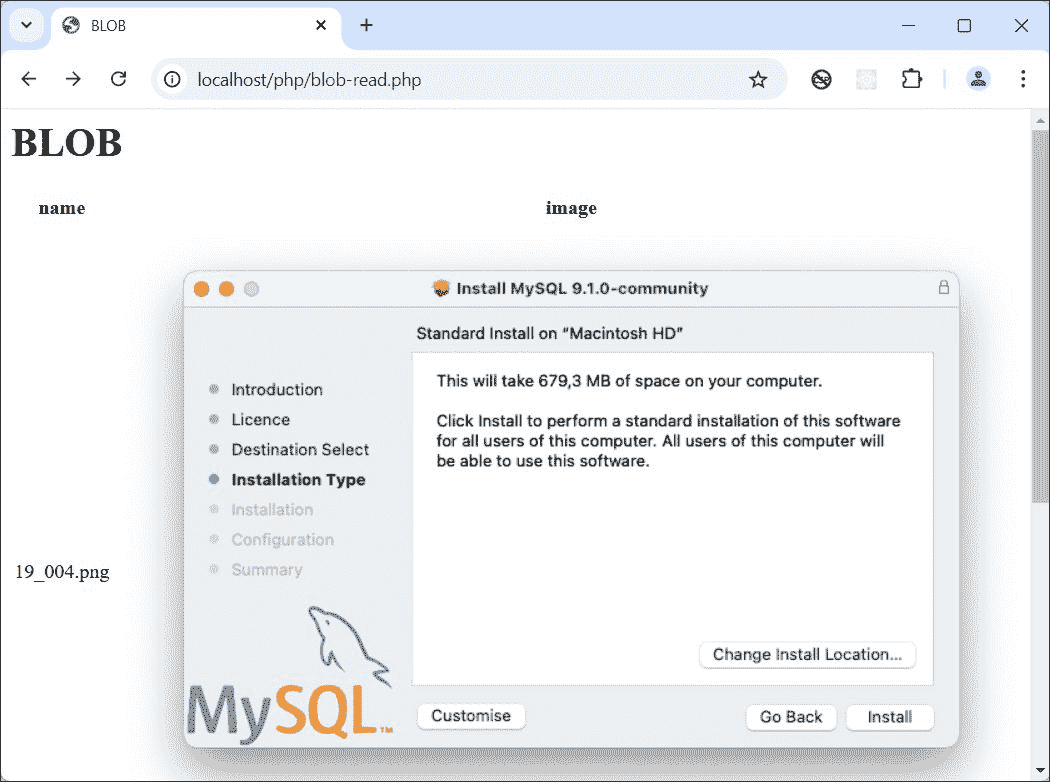 BLOB
localhost/php/blob-read.php
BLOB
name image
Install MySQL 9.1.0-community
Standard Install on “Macintosh HD”
This will take 679,3 MB of space on your computer.
Click Install to perform a standard installation of this software
for all users of this computer. All users of this computer will
be able to use this software.
Introduction
Licence
Destination Select
Installation Type
Installation
Configuration
Summary
19_004.png
MySQL™
Change Install Location...
Customise Go Back Install